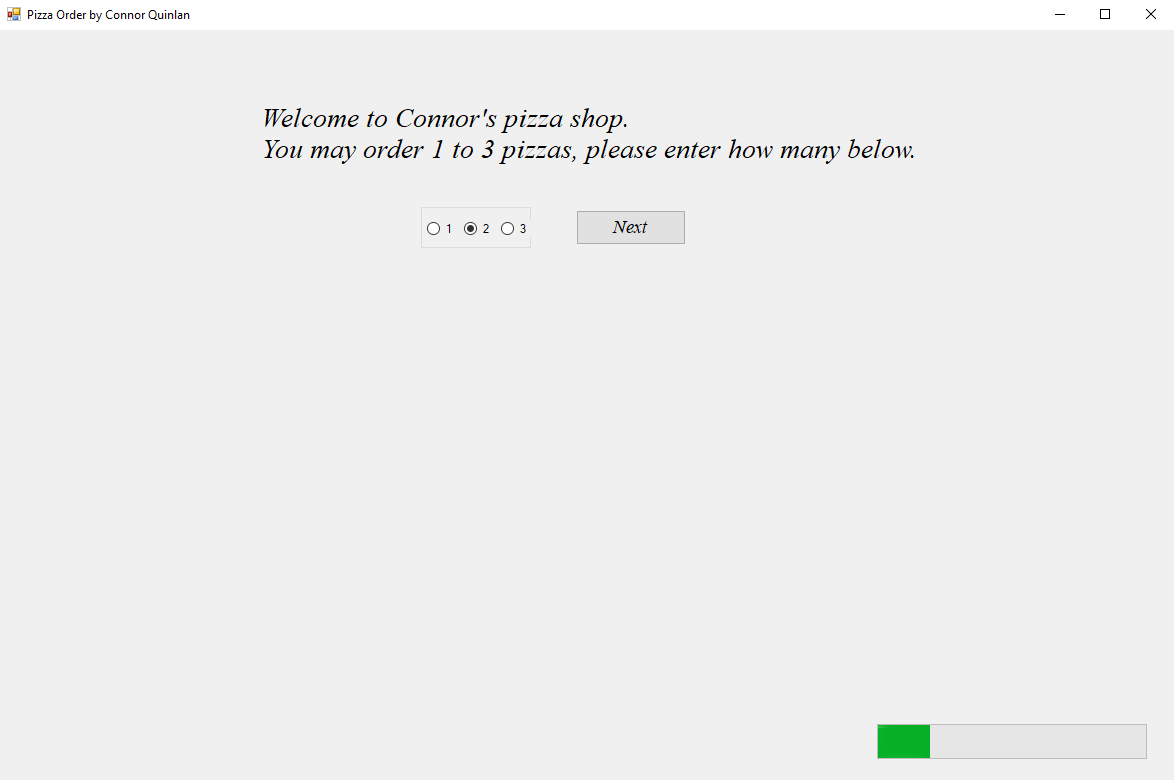 Pizza Order by Connor Quinlan
Welcome to Connor's pizza shop.
You may order 1 to 3 pizzas, please enter how many below.
1 2 3 Next